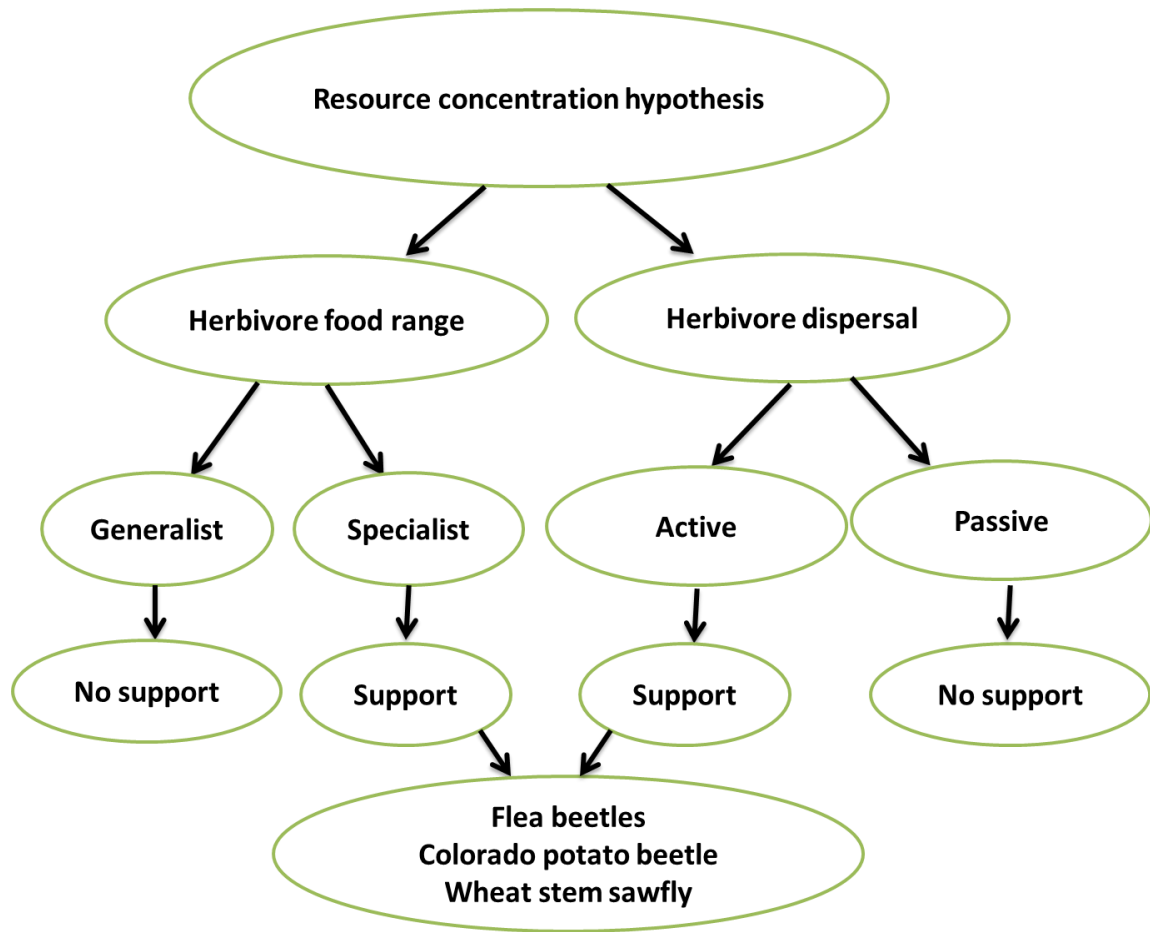 Resource concentration hypothesis
Herbivore food range
Herbivore dispersal
Generalist
Specialist
Active
Passive
No support
Support
Support
No support
Flea beetles
Colorado potato beetle
Wheat stem sawfly